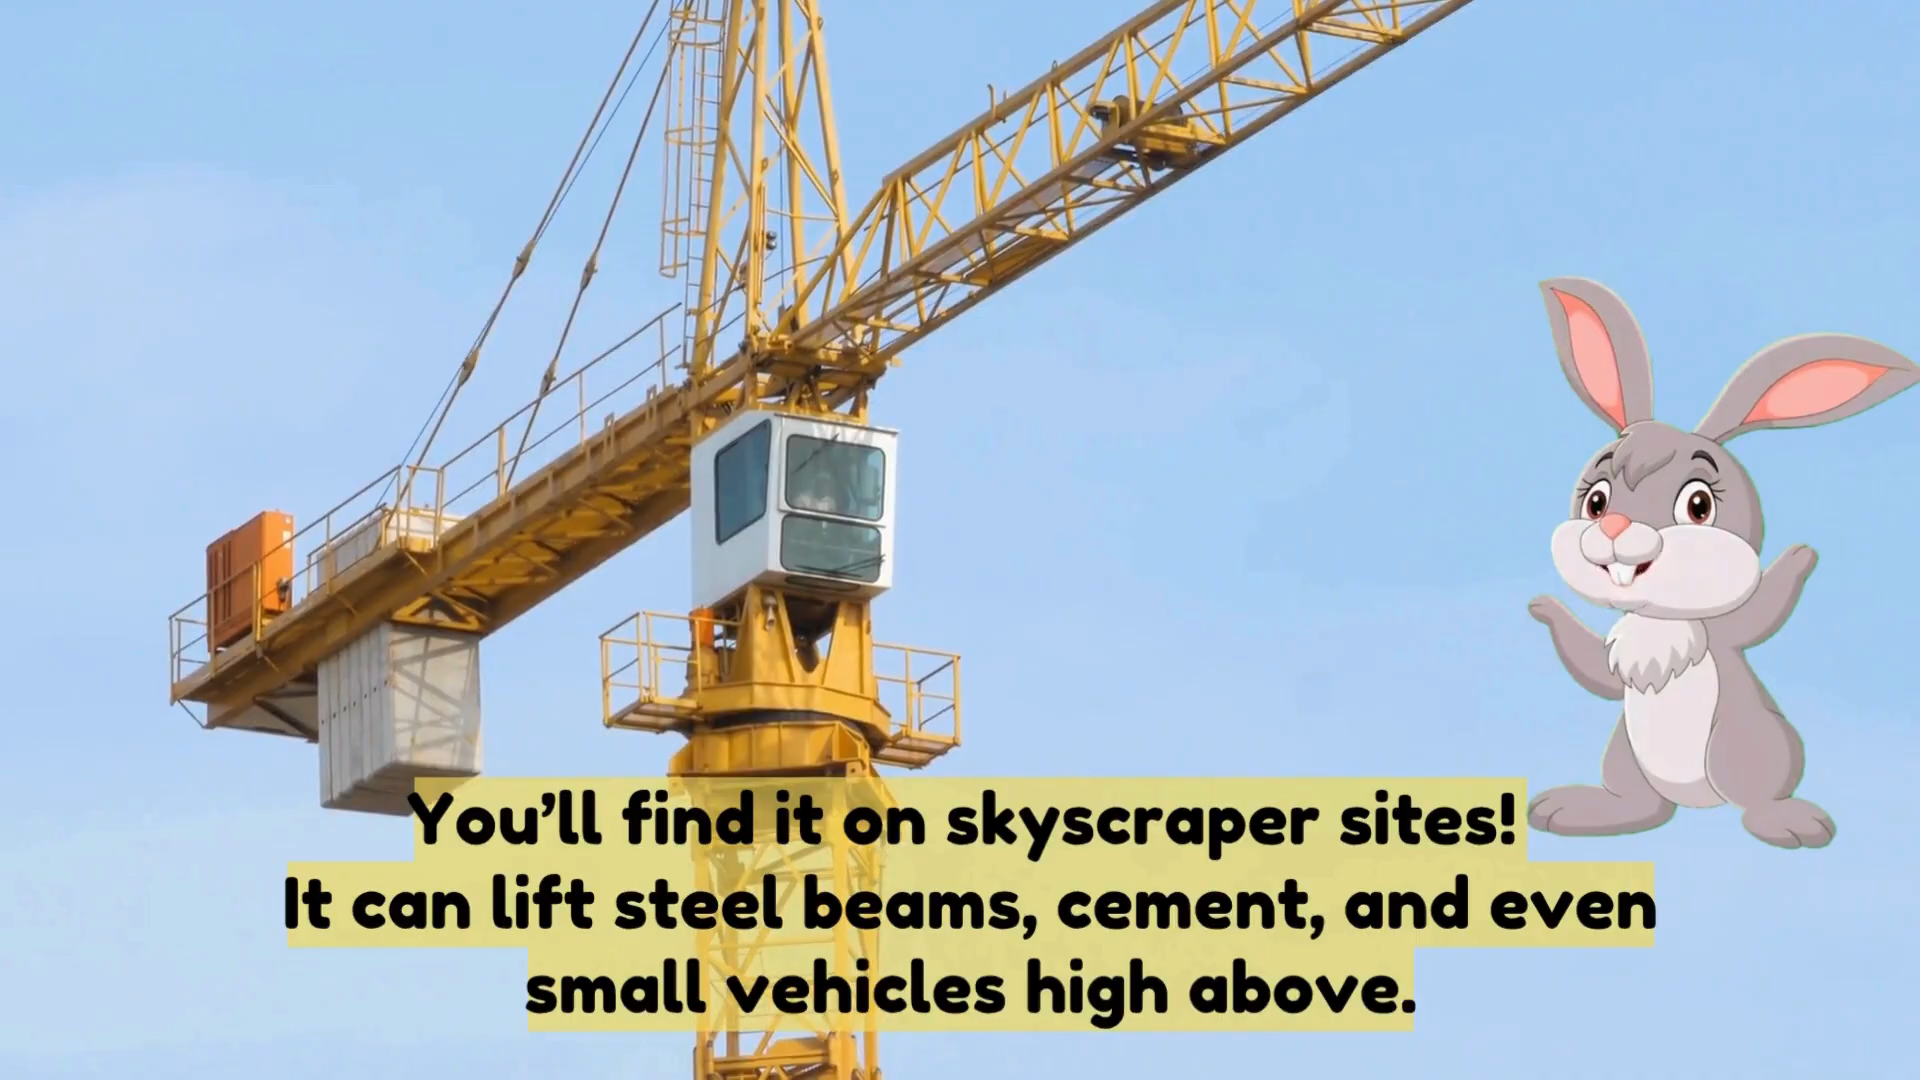 You’ll find it on skyscraper sites!
It can lift steel beams, cement, and even
small vehicles high above.